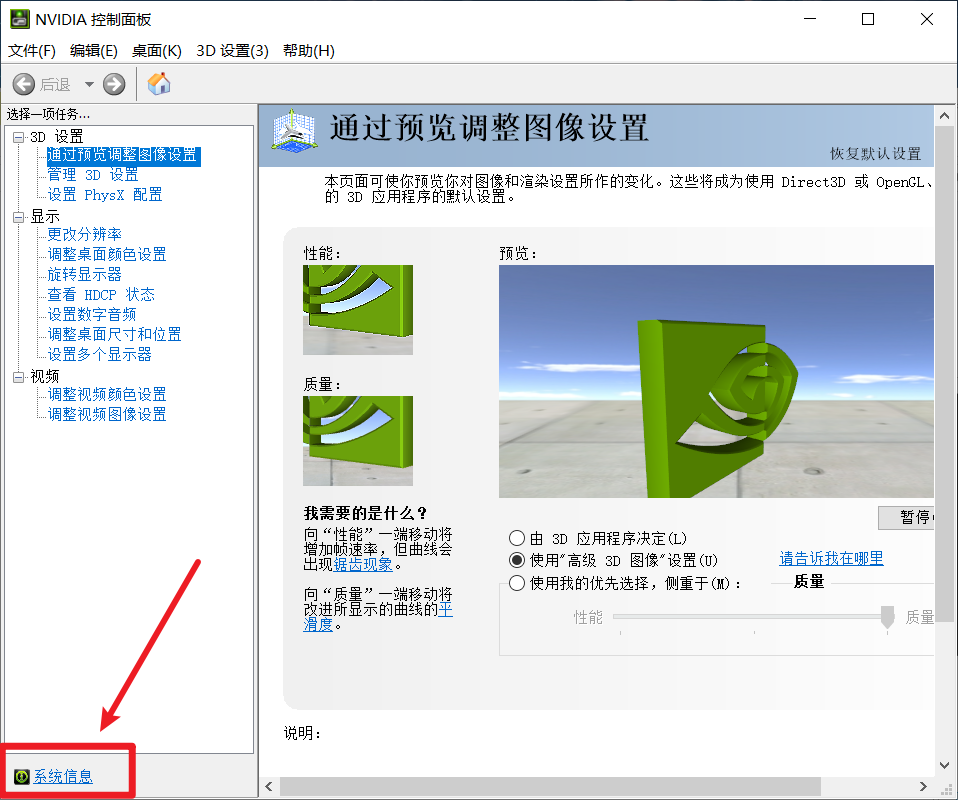 NVIDIA 控制面板
文件(F) 编辑(E) 桌面(K) 3D 设置(3) 帮助(H)
后退
选择一项任务...
3D 设置
通过预览调整图像设置
管理 3D 设置
设置 PhysX 配置
显示
更改分辨率
调整桌面颜色设置
旋转显示器
查看 HDCP 状态
设置数字音频
调整桌面尺寸和位置
设置多个显示器
视频
调整视频颜色设置
调整视频图像设置
系统信息
通过预览调整图像设置
恢复默认设置
本页面可使你预览你对图像和渲染设置所作的变化。这些将成为使用 Direct3D 或 OpenGL、
的 3D 应用程序的默认设置。
性能：
质量：
我需要的是什么？
向“性能”一端移动将
增加帧速率，但曲线会
出现锯齿现象。
向“质量”一端移动将
改进所显示的曲线的平
滑度。
预览：
暂停
由 3D 应用程序决定(L)
使用"高级 3D 图像"设置(U)
请告诉我在哪里
使用我的优先选择，侧重于(M)：
质量
性能
质量
说明：